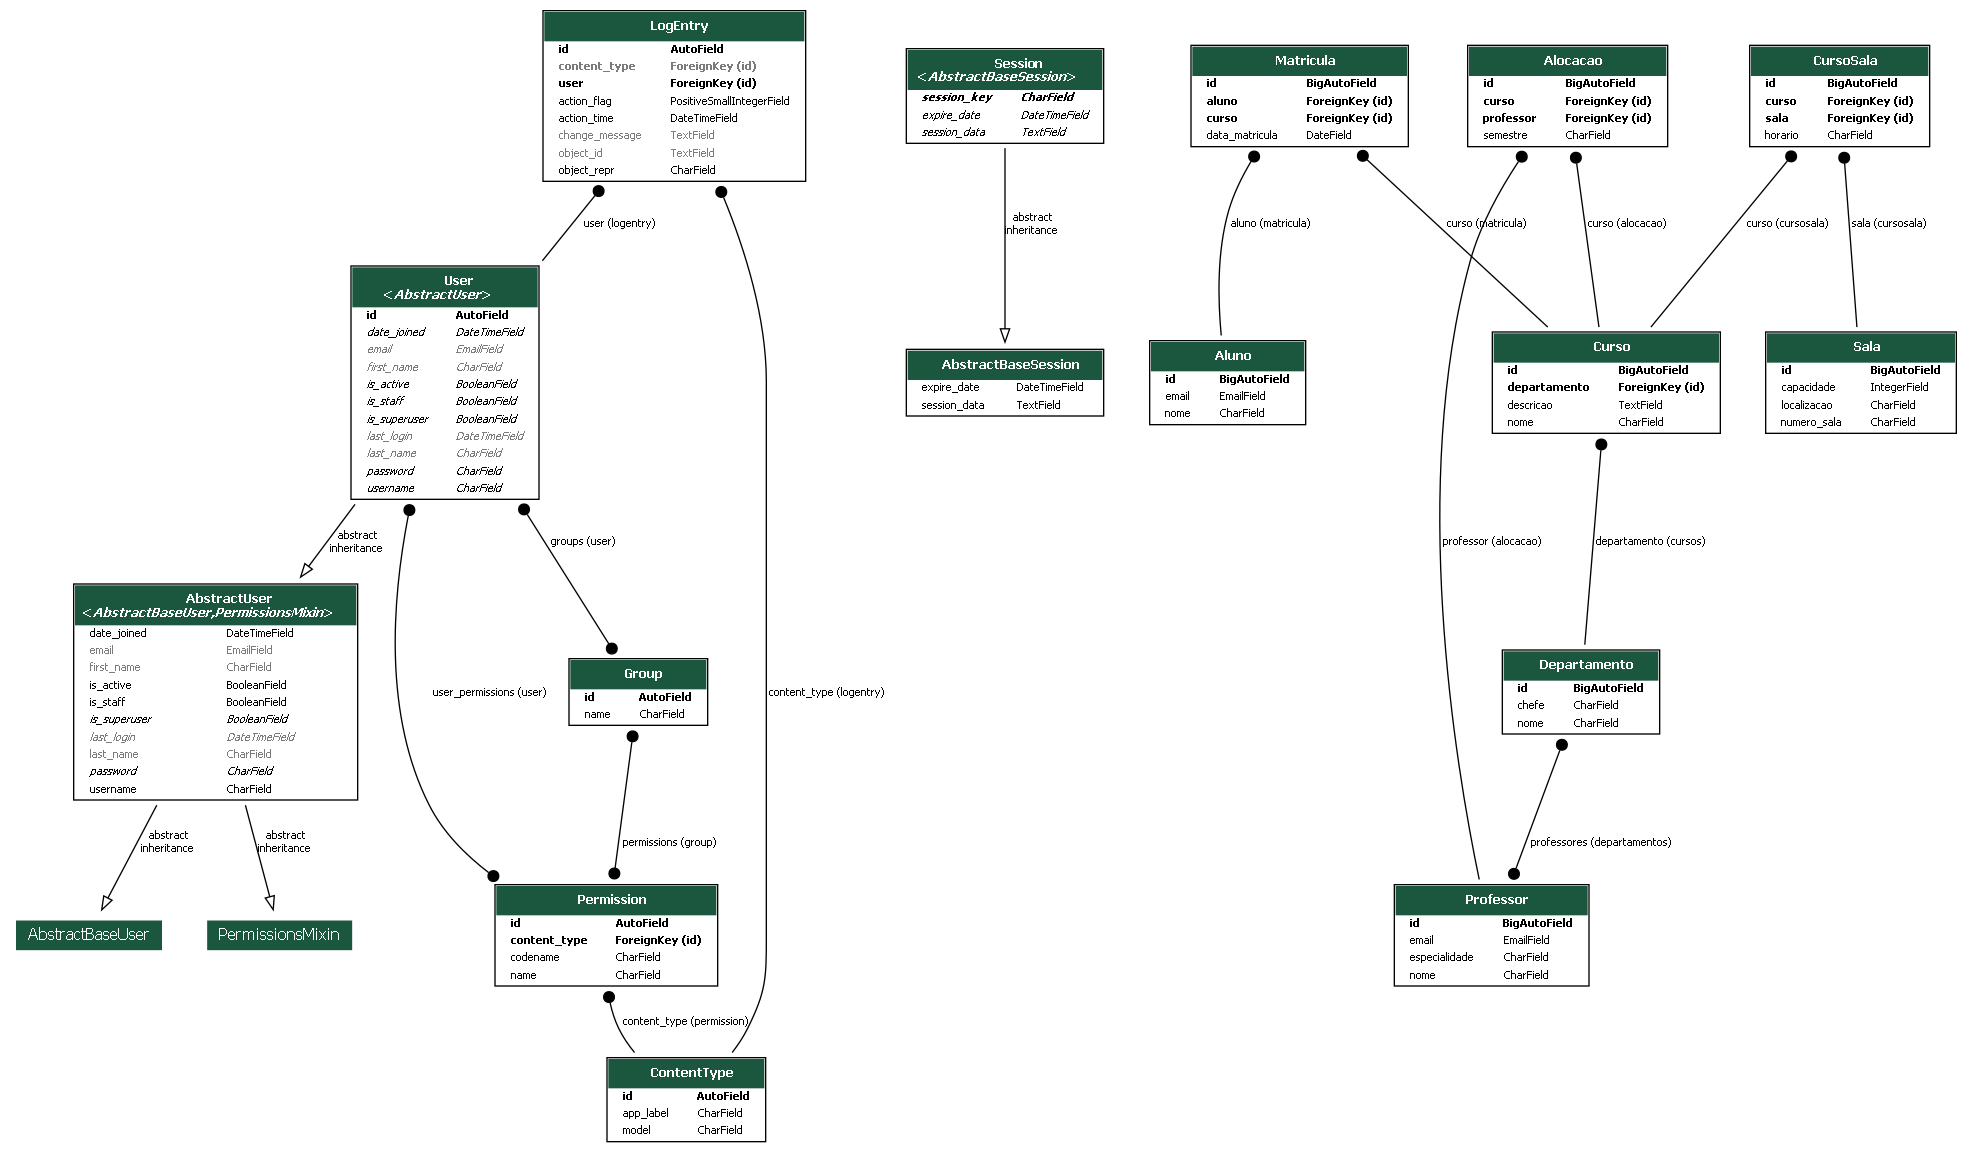 LogEntry
id AutoField
content_type ForeignKey (id)
user ForeignKey (id)
action_flag PositiveSmallIntegerField
action_time DateTimeField
change_message TextField
object_id TextField
object_repr CharField
user (logentry)
User
<AbstractUser>
id AutoField
date_joined DateTimeField
email EmailField
first_name CharField
is_active BooleanField
is_staff BooleanField
is_superuser BooleanField
last_login DateTimeField
last_name CharField
password CharField
username CharField
abstract
inheritance
groups (user)
AbstractUser
<AbstractBaseUser,PermissionsMixin>
date_joined DateTimeField
email EmailField
first_name CharField
is_active BooleanField
is_staff BooleanField
is_superuser BooleanField
last_login DateTimeField
last_name CharField
password CharField
username CharField
abstract
inheritance
abstract
inheritance
AbstractBaseUser
PermissionsMixin
user_permissions (user)
Group
id AutoField
name CharField
content_type (logentry)
permissions (group)
Permission
id AutoField
content_type ForeignKey (id)
codename CharField
name CharField
content_type (permission)
ContentType
id AutoField
app_label CharField
model CharField
Session
<AbstractBaseSession>
session_key CharField
expire_date DateTimeField
session_data TextField
abstract
inheritance
AbstractBaseSession
expire_date DateTimeField
session_data TextField
Matricula
id BigAutoField
aluno ForeignKey (id)
curso ForeignKey (id)
data_matricula DateField
Alocacao
id BigAutoField
curso ForeignKey (id)
professor ForeignKey (id)
semestre CharField
CursoSala
id BigAutoField
curso ForeignKey (id)
sala ForeignKey (id)
horario CharField
aluno (matricula)
curso (matricula)
curso (alocacao)
curso (cursosala)
sala (cursosala)
Aluno
id BigAutoField
email EmailField
nome CharField
Curso
id BigAutoField
departamento ForeignKey (id)
descricao TextField
nome CharField
Sala
id BigAutoField
capacidade IntegerField
localizacao CharField
numero_sala CharField
professor (alocacao)
departamento (cursos)
Departamento
id BigAutoField
chefe CharField
nome CharField
professores (departamentos)
Professor
id BigAutoField
email EmailField
especialidade CharField
nome CharField